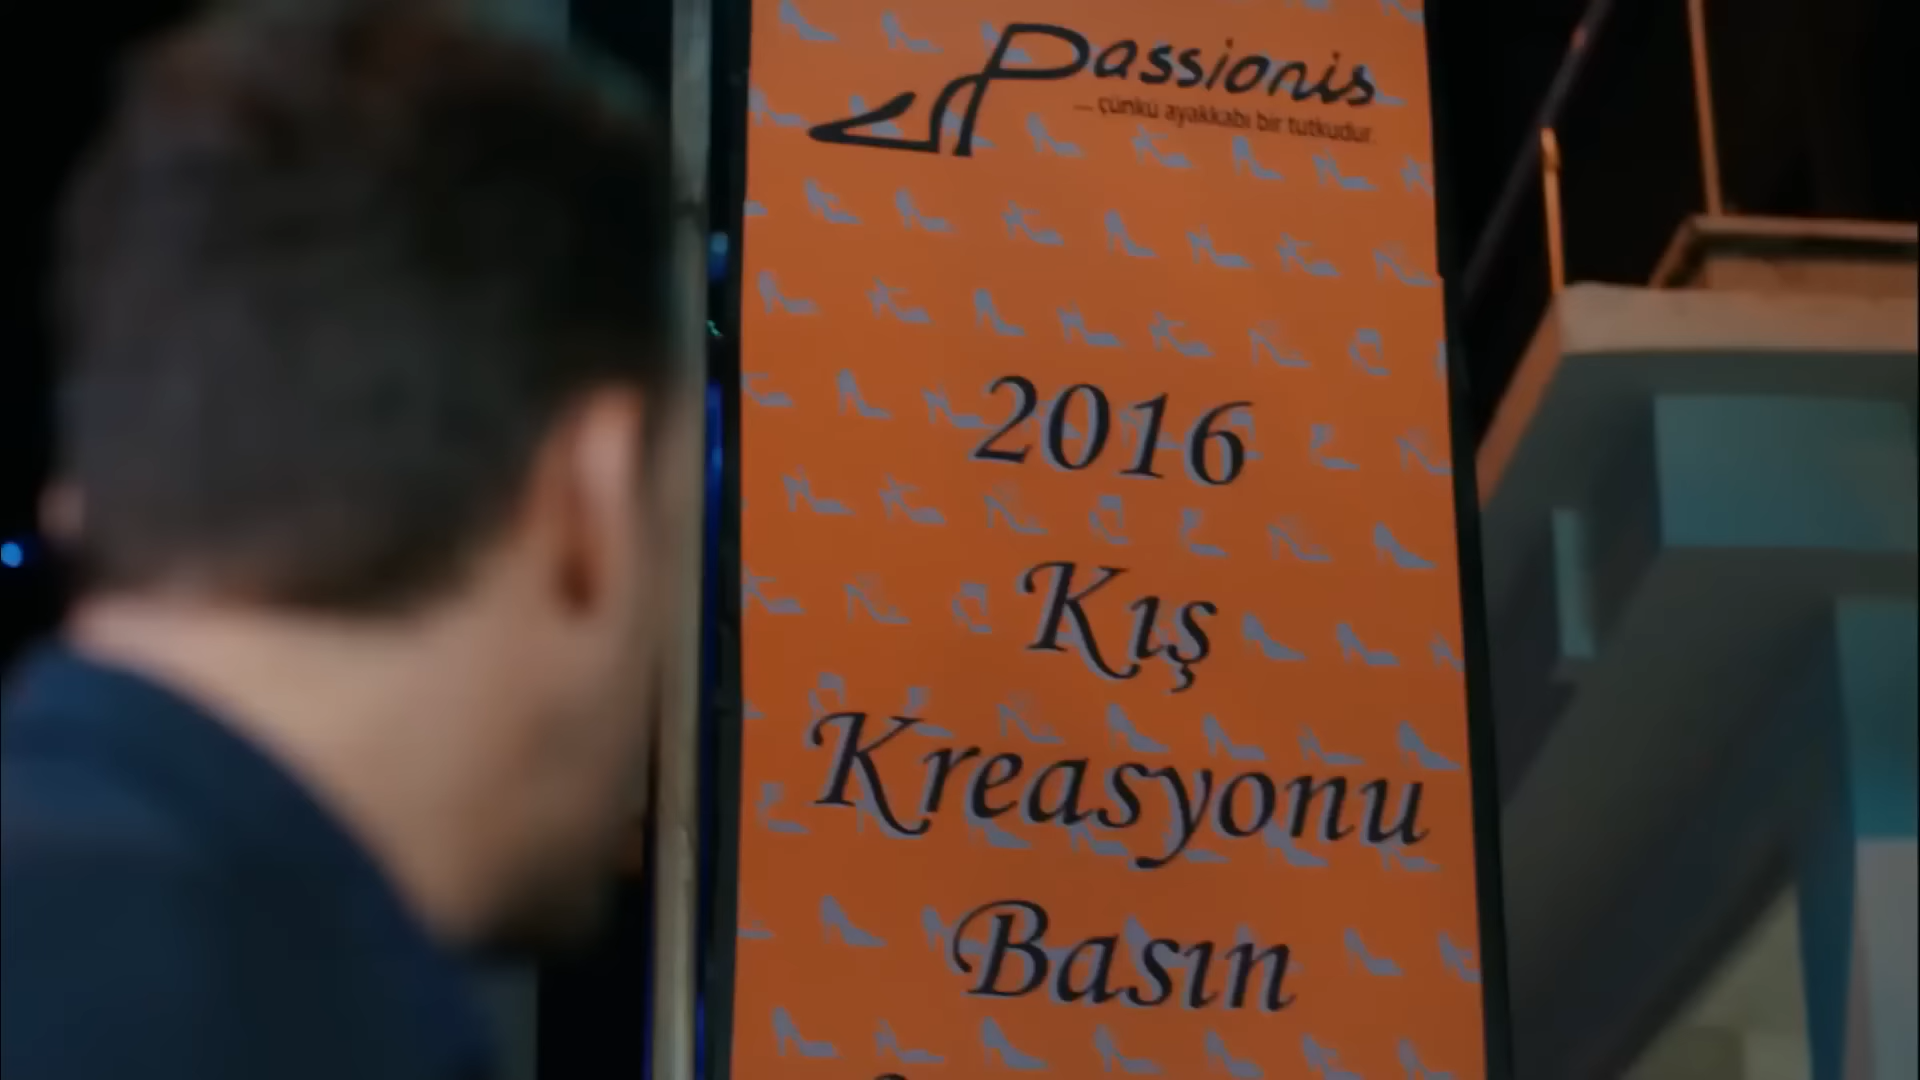 Passionis
... çünkü ayakkabı bir tutkudur.
2016
Kış
Kreasyonu
Basın